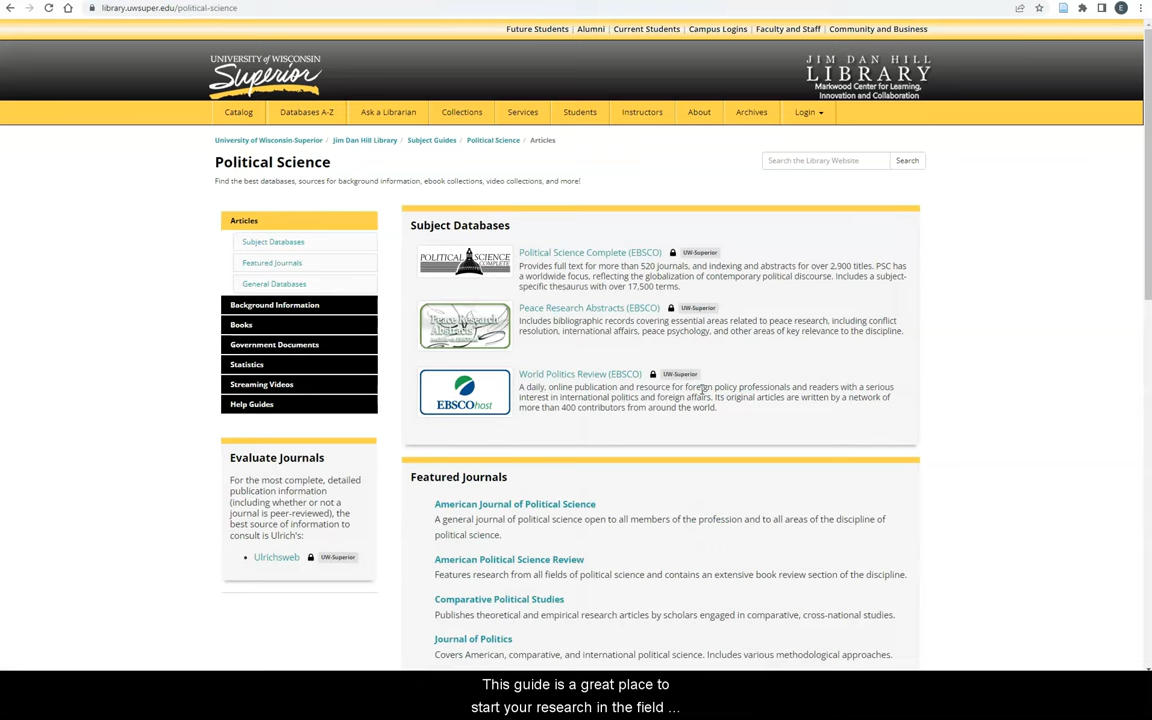 library.uwsuper.edu/political-science
E
Future Students
Alumni
Current Students
Campus Logins
Faculty and Staff
Community and Business
UNIVERSITY OF WISCONSIN
Superior
JIM DAN HILL
LIBRARY
Markwood Center for Learning,
Innovation and Collaboration
Catalog
Databases A-Z
Ask a Librarian
Collections
Services
Students
Instructors
About
Archives
Login
University of Wisconsin-Superior / Jim Dan Hill Library / Subject Guides / Political Science / Articles
Political Science
Search the Library Website
Search
Find the best databases, sources for background information, ebook collections, video collections, and more!
Articles
Subject Databases
Featured Journals
General Databases
Background Information
Books
Government Documents
Statistics
Streaming Videos
Help Guides
Evaluate Journals
For the most complete, detailed
publication information
(including whether or not a
journal is peer-reviewed), the
best source of information to
consult is Ulrich's:
• Ulrichsweb UW-Superior
Subject Databases
POLITICAL SCIENCE
COMPLETE
Political Science Complete (EBSCO) UW-Superior
Provides full text for more than 520 journals, and indexing and abstracts for over 2,900 titles. PSC has
a worldwide focus, reflecting the globalization of contemporary political discourse. Includes a subject-
specific thesaurus with over 17,500 terms.
Peace Research
Abstracts
Peace Research Abstracts (EBSCO) UW-Superior
Includes bibliographic records covering essential areas related to peace research, including conflict
resolution, international affairs, peace psychology, and other areas of key relevance to the discipline.
EBSCOhost
World Politics Review (EBSCO) UW-Superior
A daily, online publication and resource for foreign policy professionals and readers with a serious
interest in international politics and foreign affairs. Its original articles are written by a network of
more than 400 contributors from around the world.
Featured Journals
American Journal of Political Science
A general journal of political science open to all members of the profession and to all areas of the discipline of
political science.
American Political Science Review
Features research from all fields of political science and contains an extensive book review section of the discipline.
Comparative Political Studies
Publishes theoretical and empirical research articles by scholars engaged in comparative, cross-national studies.
Journal of Politics
Covers American, comparative, and international political science. Includes various methodological approaches.
This guide is a great place to
start your research in the field ...